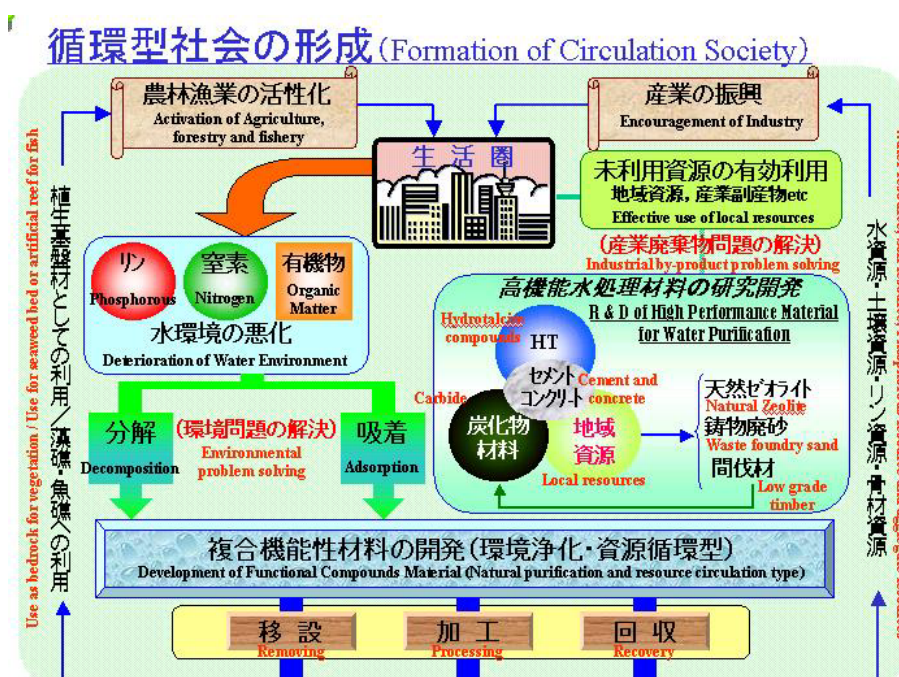 循環型社会の形成(Formation of Circulation Society)
農林漁業の活性化
Activation of Agriculture,
forestry and fishery
産業の振興
Encouragement of Industry
生活圏
未利用資源の有効利用
地域資源，産業副産物etc
Effective use of local resources
(産業廃棄物問題の解決)
Industrial by-product problem solving
リン
Phosphorous
窒素
Nitrogen
有機物
Organic
Matter
水環境の悪化
Deterioration of Water Environment
高機能水処理材料の研究開発
R & D of High Performance Material
for Water Purification
Hydrotalcite
compounds
HT
セメント
コンクリート
Cement and
concrete
Carbide
炭化物
材料
地域
資源
Local resources
天然ゼオライト
Natural Zeolite
鋳物廃砂
Waste foundry sand
間伐材
Low grade
timber
分解
Decomposition
(環境問題の解決)
Environmental
problem solving
吸着
Adsorption
複合機能性材料の開発(環境浄化・資源循環型)
Development of Functional Compounds Material (Natural purification and resource circulation type)
移設
Removing
加工
Processing
回収
Recovery
Use as bedrock for vegetation / Use for seaweed bed or artificial reef for fish
植生基盤材としての利用／藻礁・魚礁への利用
水資源・土壌資源・リン資源・骨材資源